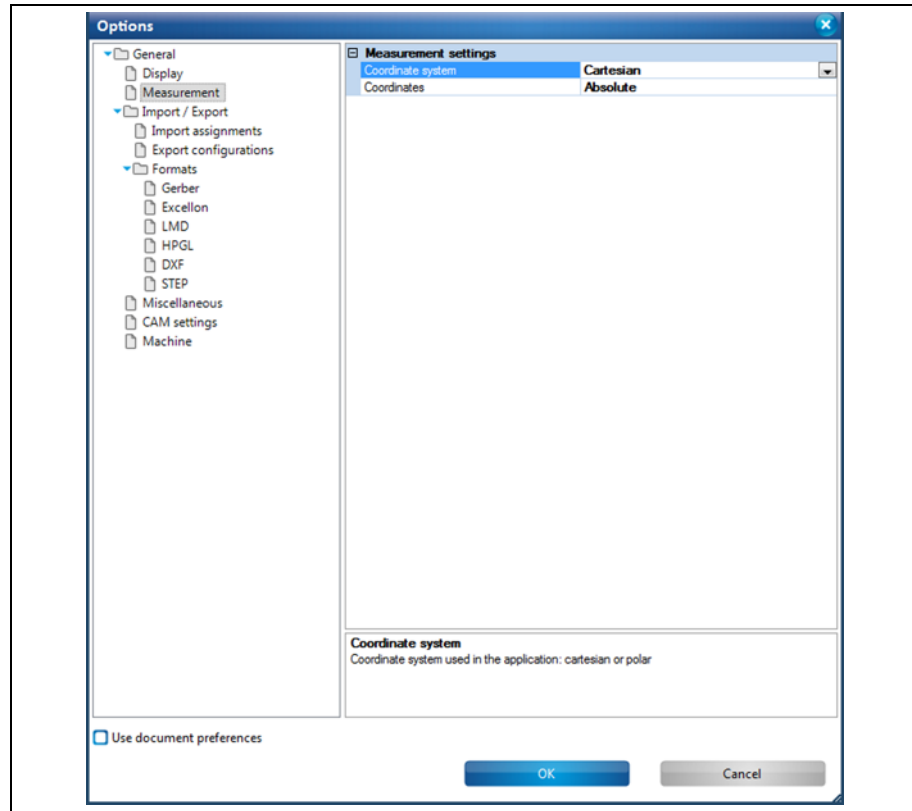 Options
General
Display
Measurement
Import / Export
Import assignments
Export configurations
Formats
Gerber
Excellon
LMD
HPGL
DXF
STEP
Miscellaneous
CAM settings
Machine
Measurement settings
Coordinate system Cartesian
Coordinates Absolute
Coordinate system
Coordinate system used in the application: cartesian or polar
Use document preferences
OK Cancel